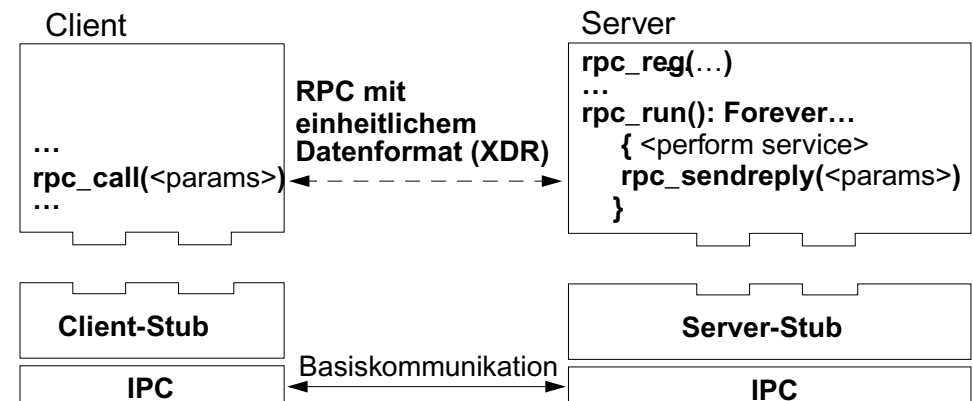 Client
Server
…
rpc_call(<params>)
…
RPC mit
einheitlichem
Datenformat (XDR)
rpc_reg(…)
…
rpc_run(): Forever…
{ <perform service>
rpc_sendreply(<params>)
}
Client-Stub
Server-Stub
IPC
Basiskommunikation
IPC